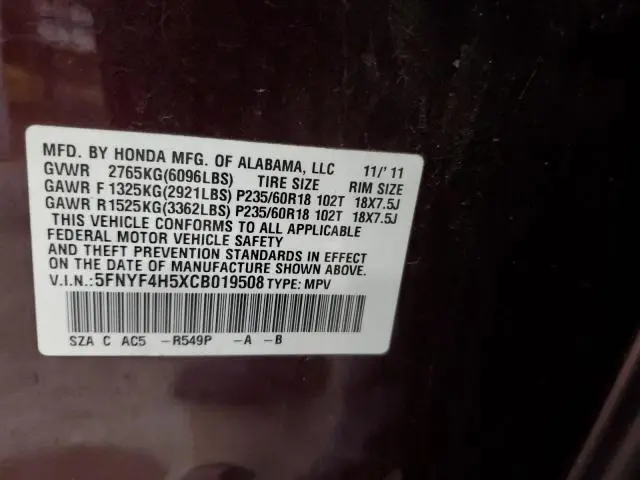 MFD. BY HONDA MFG. OF ALABAMA, LLC 11/'11
GVWR 2765KG(6096LBS) TIRE SIZE RIM SIZE
GAWR F 1325KG(2921LBS) P235/60R18 102T 18X7.5J
GAWR R1525KG(3362LBS) P235/60R18 102T 18X7.5J
THIS VEHICLE CONFORMS TO ALL APPLICABLE
FEDERAL MOTOR VEHICLE SAFETY
AND THEFT PREVENTION STANDARDS IN EFFECT
ON THE DATE OF MANUFACTURE SHOWN ABOVE.
V.I.N.:5FNYF4H5XCB019508 TYPE: MPV
SZA C AC5 -R549P -A -B